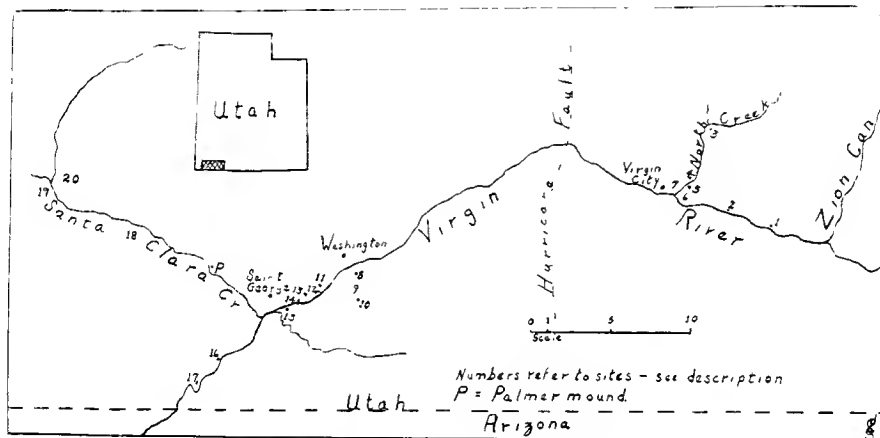 Utah
Fault
Hurricane
North Creek
3
4
5
6
7
Virgin
City
2
1
Zion Can
Virgin River
20
19
18
Santa Clara Cr
P
Washington
Saint
George
11
12
13
14
15
8
9
10
16
17
0 1 5 10
Scale
Numbers refer to sites – see description
P = Palmer mound.
Utah
Arizona